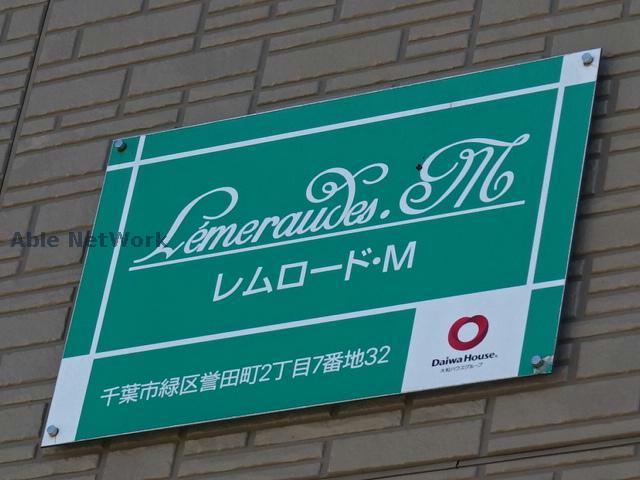 Lémeraudes.M
レムロード・M
千葉市緑区誉田町2丁目7番地32
Daiwa House®
大和ハウスグループ
Able NetWork